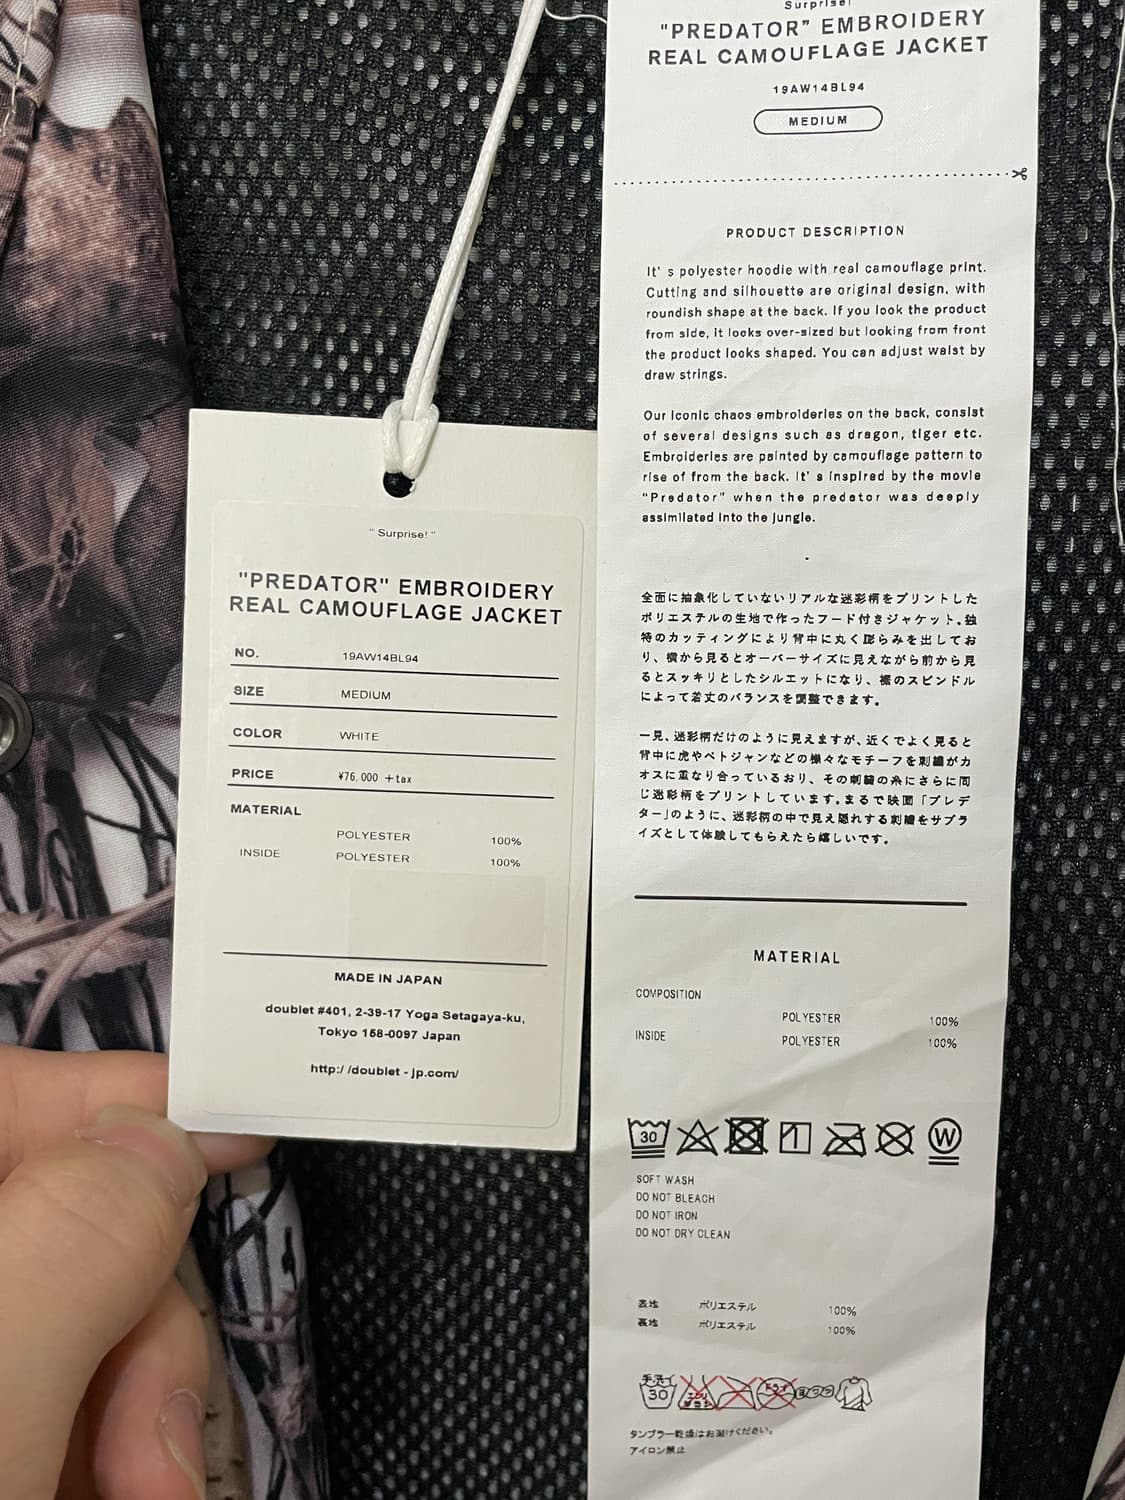 " Surprise! "
"PREDATOR" EMBROIDERY
REAL CAMOUFLAGE JACKET
NO. 19AW14BL94
SIZE MEDIUM
COLOR WHITE
PRICE ¥76,000 +tax
MATERIAL
POLYESTER 100%
INSIDE POLYESTER 100%
MADE IN JAPAN
doublet #401, 2-39-17 Yoga Setagaya-ku,
Tokyo 158-0097 Japan
http://doublet-jp.com/
Surprise!
"PREDATOR" EMBROIDERY
REAL CAMOUFLAGE JACKET
19AW14BL94
MEDIUM
PRODUCT DESCRIPTION
It's polyester hoodie with real camouflage print.
Cutting and silhouette are original design, with
roundish shape at the back. If you look the product
from side, it looks over-sized but looking from front
the product looks shaped. You can adjust waist by
draw strings.
Our iconic chaos embroideries on the back, consist
of several designs such as dragon, tiger etc.
Embroideries are painted by camouflage pattern to
rise of from the back. It's inspired by the movie
"Predator" when the predator was deeply
assimilated into the jungle.
全面に抽象化していないリアルな迷彩柄をプリントした
ポリエステルの生地で作ったフード付きジャケット。独
特のカッティングにより背中に丸く膨らみを出してお
り、横から見るとオーバーサイズに見えながら前から見
るとスッキリとしたシルエットになり、裾のスピンドル
によって着丈のバランスを調整できます。
一見、迷彩柄だけのように見えますが、近くでよく見ると
背中に虎やベトジャンなどの様々なモチーフを刺繍がカ
オスに重なり合っているおり、その刺繍の糸にさらに同
じ迷彩柄をプリントしています。まるで映画「プレデ
ター」のように、迷彩柄の中で見え隠れする刺繍をサプラ
イズとして体験してもらえたら嬉しいです。
MATERIAL
COMPOSITION
POLYESTER 100%
INSIDE POLYESTER 100%
30 W
SOFT WASH
DO NOT BLEACH
DO NOT IRON
DO NOT DRY CLEAN
表地 ポリエステル 100%
裏地 ポリエステル 100%
手洗イ
30 エンソ サラシ ドライ ヨワク
タンブラー乾燥はお避けください。
アイロン禁止